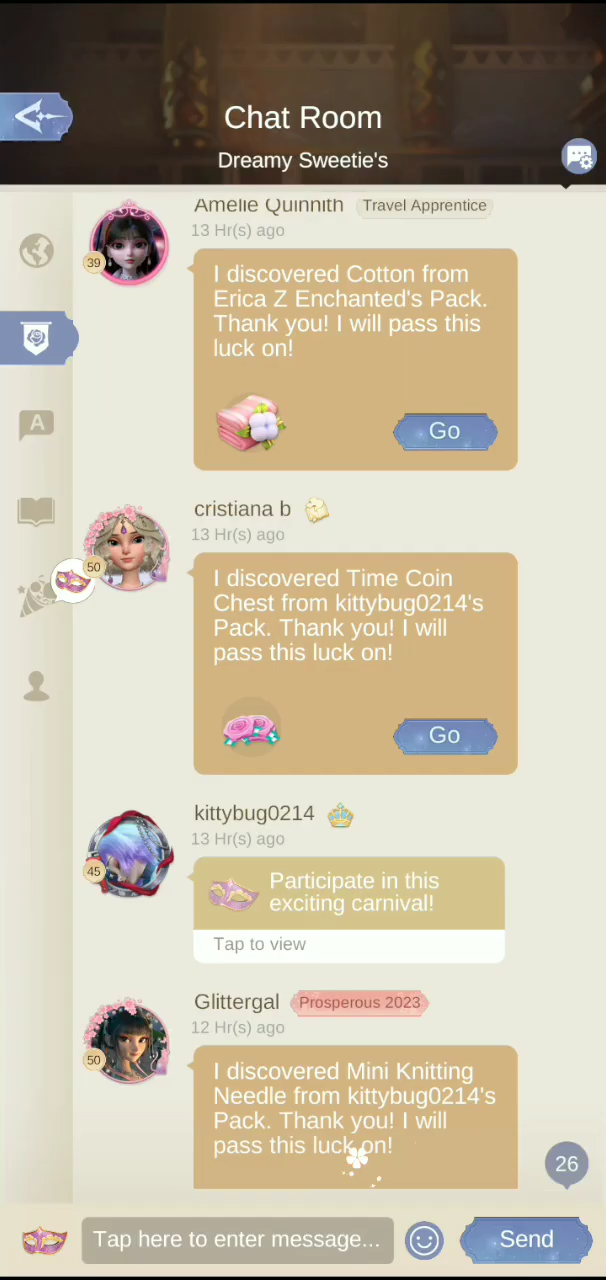 Chat Room
Dreamy Sweetie's
Amelie Quinnith Travel Apprentice
13 Hr(s) ago
39
I discovered Cotton from
Erica Z Enchanted's Pack.
Thank you! I will pass this
luck on!
Go
A
cristiana b
13 Hr(s) ago
50
I discovered Time Coin
Chest from kittybug0214's
Pack. Thank you! I will
pass this luck on!
Go
kittybug0214
13 Hr(s) ago
45
Participate in this
exciting carnival!
Tap to view
Glittergal Prosperous 2023
12 Hr(s) ago
50
I discovered Mini Knitting
Needle from kittybug0214's
Pack. Thank you! I will
pass this luck on!
26
Tap here to enter message...
Send